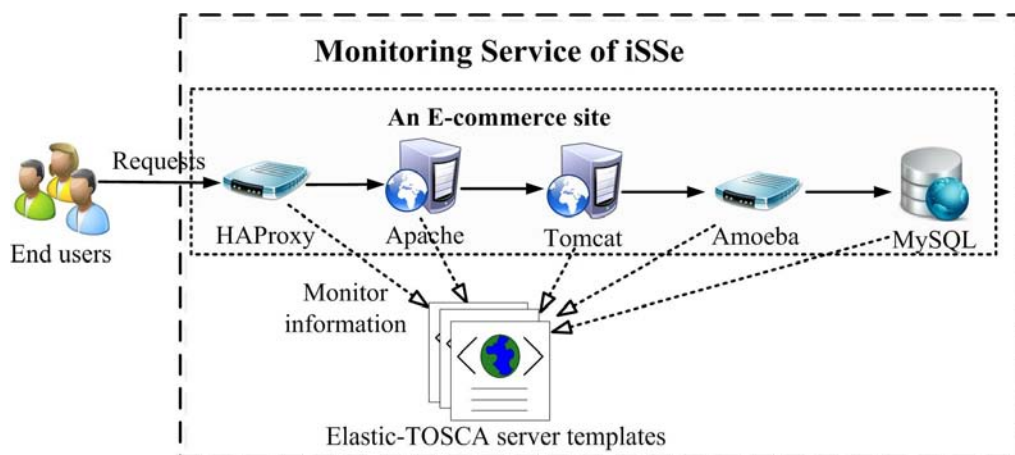 Monitoring Service of iSSe
An E-commerce site
Requests
End users
HAProxy
Apache
Tomcat
Amoeba
MySQL
Monitor
information
Elastic-TOSCA server templates